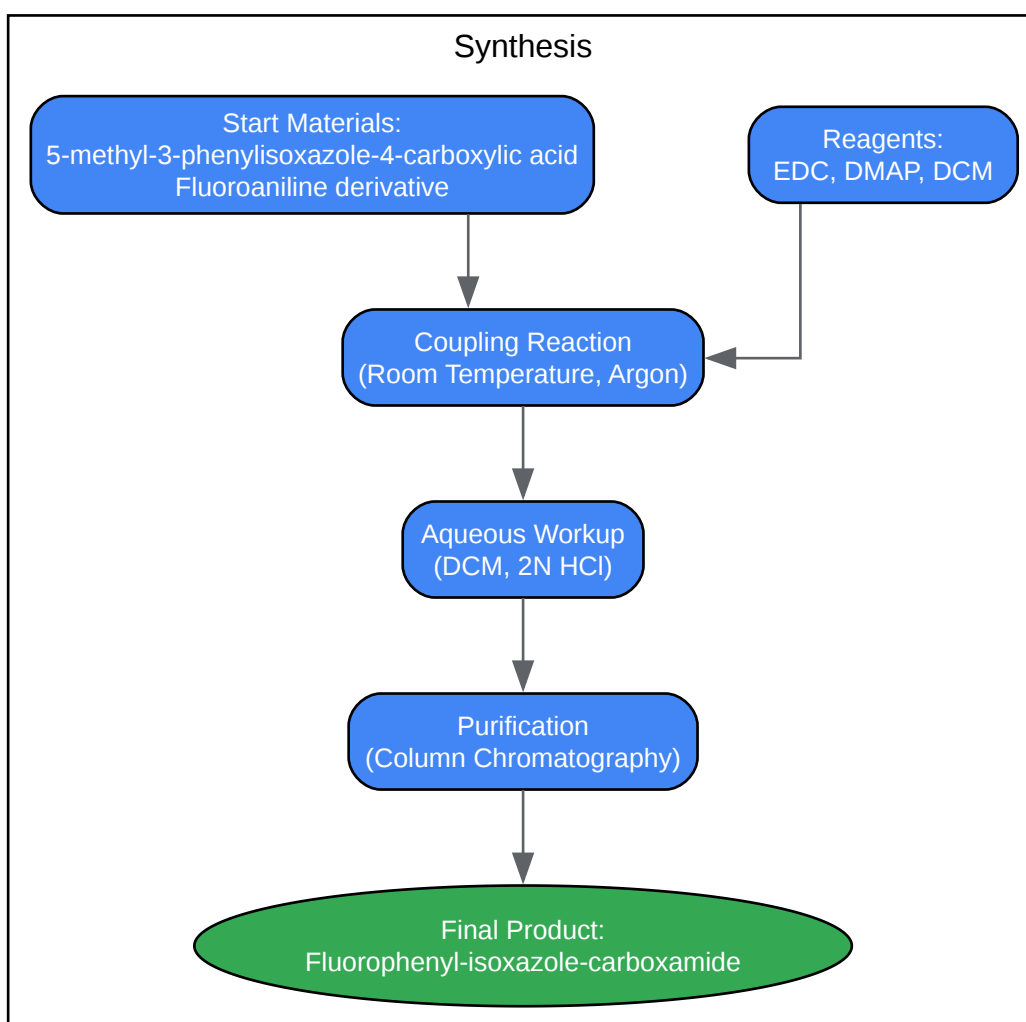 Synthesis
Start Materials:
5-methyl-3-phenylisoxazole-4-carboxylic acid
Fluoroaniline derivative
Reagents:
EDC, DMAP, DCM
Coupling Reaction
(Room Temperature, Argon)
Aqueous Workup
(DCM, 2N HCl)
Purification
(Column Chromatography)
Final Product:
Fluorophenyl-isoxazole-carboxamide